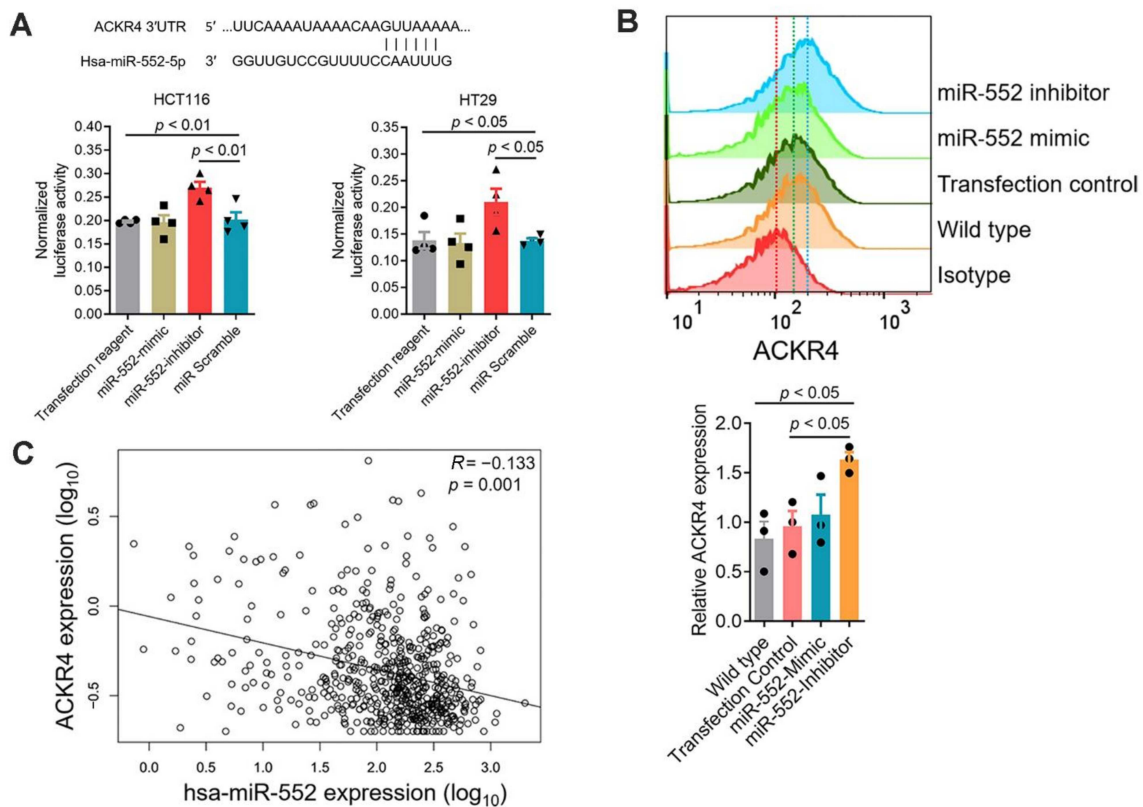 A
ACKR4 3′UTR 5′ ...UUCAAAAUAAAACAAGUUAAAAA...
Hsa-miR-552-5p 3′ GGUUGUCCGUUUUCCAAUUUG
HCT116
Normalized
luciferase activity
0.40
0.35
0.30
0.25
0.20
0.15
0.10
0.05
0.00
p < 0.01
p < 0.01
Transfection reagent
miR-552-mimic
miR-552-inhibitor
miR Scramble
HT29
Normalized
luciferase activity
0.35
0.30
0.25
0.20
0.15
0.10
0.05
0.00
p < 0.05
p < 0.05
Transfection reagent
miR-552-mimic
miR-552-inhibitor
miR Scramble
B
miR-552 inhibitor
miR-552 mimic
Transfection control
Wild type
Isotype
10 10² 10³
ACKR4
p < 0.05
p < 0.05
Relative ACKR4 expression
2.0
1.5
1.0
0.5
0.0
Wild type
Transfection Control
miR-552-Mimic
miR-552-Inhibitor
C
R = −0.133
p = 0.001
ACKR4 expression (log₁₀)
0.5
0.0
−0.5
0.0 0.5 1.0 1.5 2.0 2.5 3.0
hsa-miR-552 expression (log₁₀)